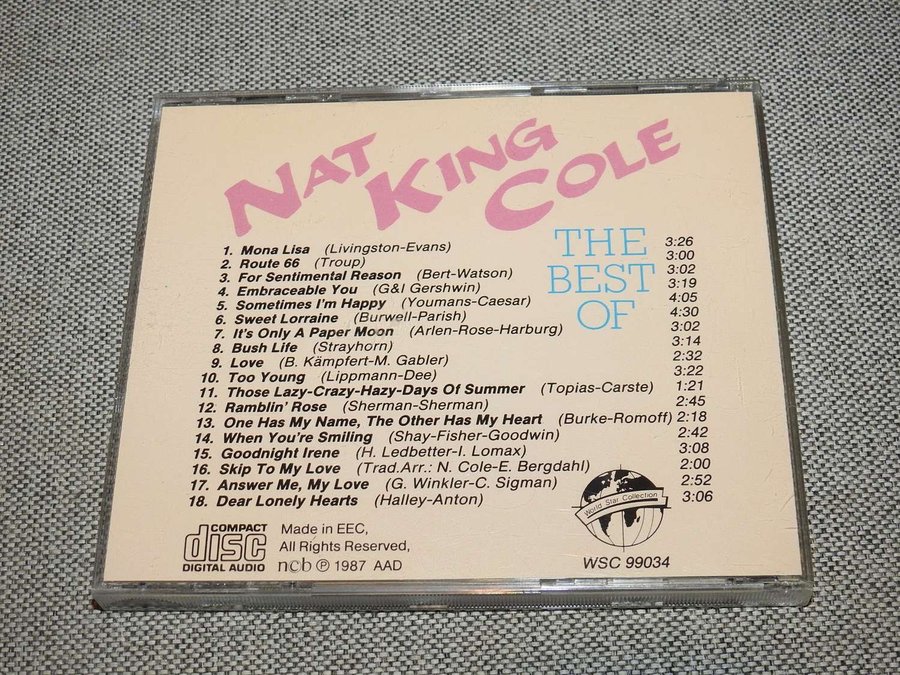 NAT KING COLE
THE BEST OF
1. Mona Lisa (Livingston-Evans) 3:26
2. Route 66 (Troup) 3:00
3. For Sentimental Reason (Bert-Watson) 3:02
4. Embraceable You (G&I Gershwin) 3:19
5. Sometimes I'm Happy (Youmans-Caesar) 4:05
6. Sweet Lorraine (Burwell-Parish) 4:30
7. It's Only A Paper Moon (Arlen-Rose-Harburg) 3:02
8. Bush Life (Strayhorn) 3:14
9. Love (B. Kämpfert-M. Gabler) 2:32
10. Too Young (Lippmann-Dee) 3:22
11. Those Lazy-Crazy-Hazy-Days Of Summer (Topias-Carste) 1:21
12. Ramblin' Rose (Sherman-Sherman) 2:45
13. One Has My Name, The Other Has My Heart (Burke-Romoff) 2:18
14. When You're Smiling (Shay-Fisher-Goodwin) 2:42
15. Goodnight Irene (H. Ledbetter-I. Lomax) 3:08
16. Skip To My Love (Trad.Arr.: N. Cole-E. Bergdahl) 2:00
17. Answer Me, My Love (G. Winkler-C. Sigman) 2:52
18. Dear Lonely Hearts (Halley-Anton) 3:06
COMPACT
disc
DIGITAL AUDIO
Made in EEC,
All Rights Reserved,
ncb ℗ 1987 AAD
World Star Collection
WSC 99034